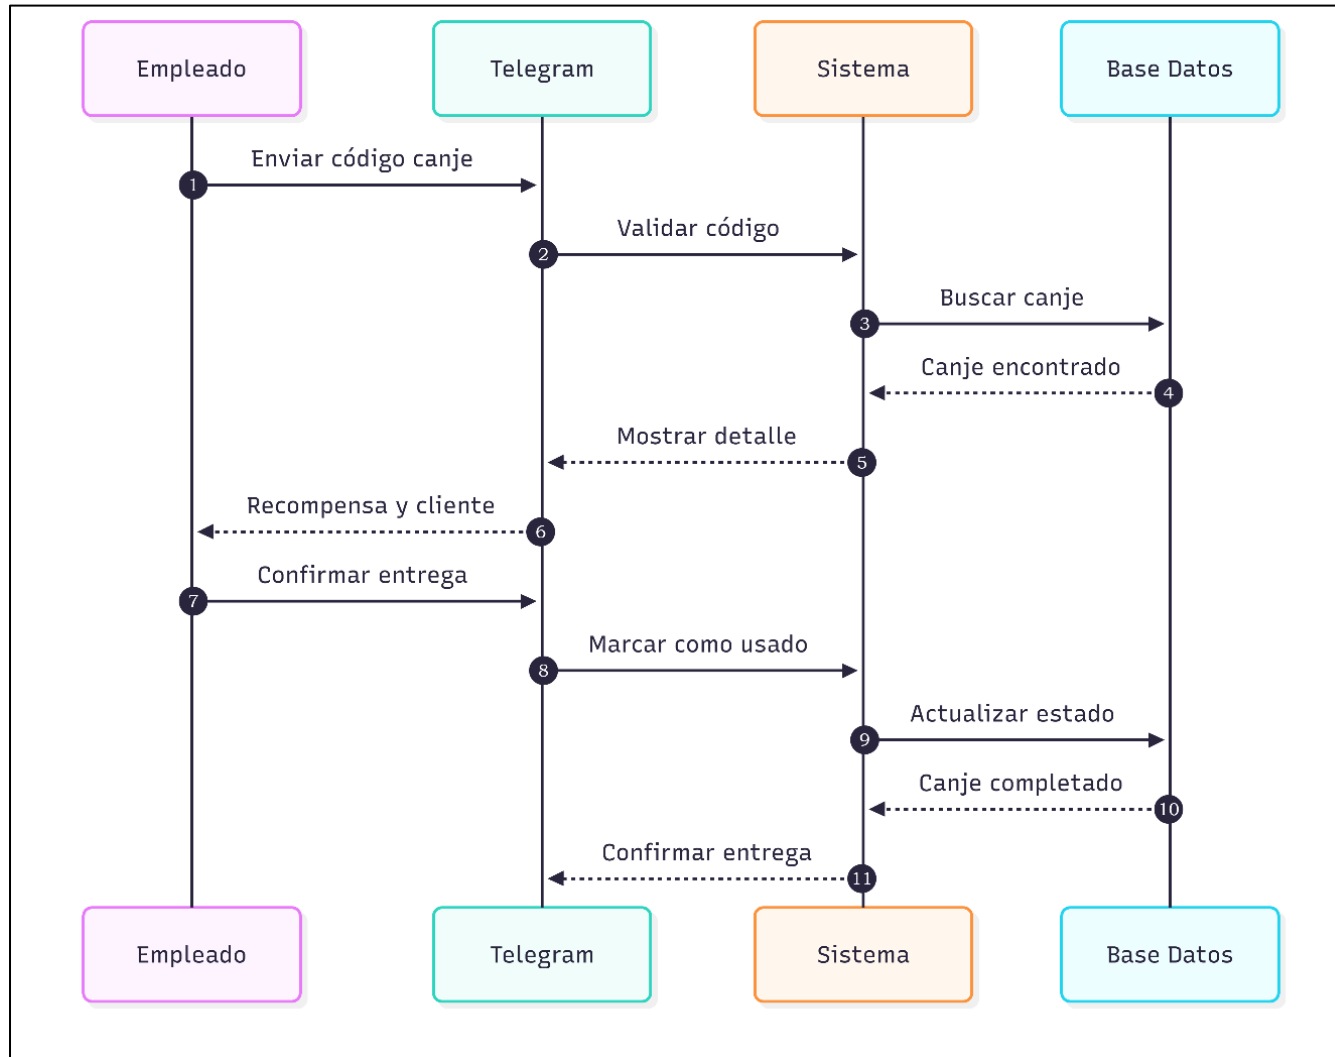 Empleado
Telegram
Sistema
Base Datos
Enviar código canje
1
Validar código
2
Buscar canje
3
Canje encontrado
4
Mostrar detalle
5
Recompensa y cliente
6
Confirmar entrega
7
Marcar como usado
8
Actualizar estado
9
Canje completado
10
Confirmar entrega
11
Empleado
Telegram
Sistema
Base Datos